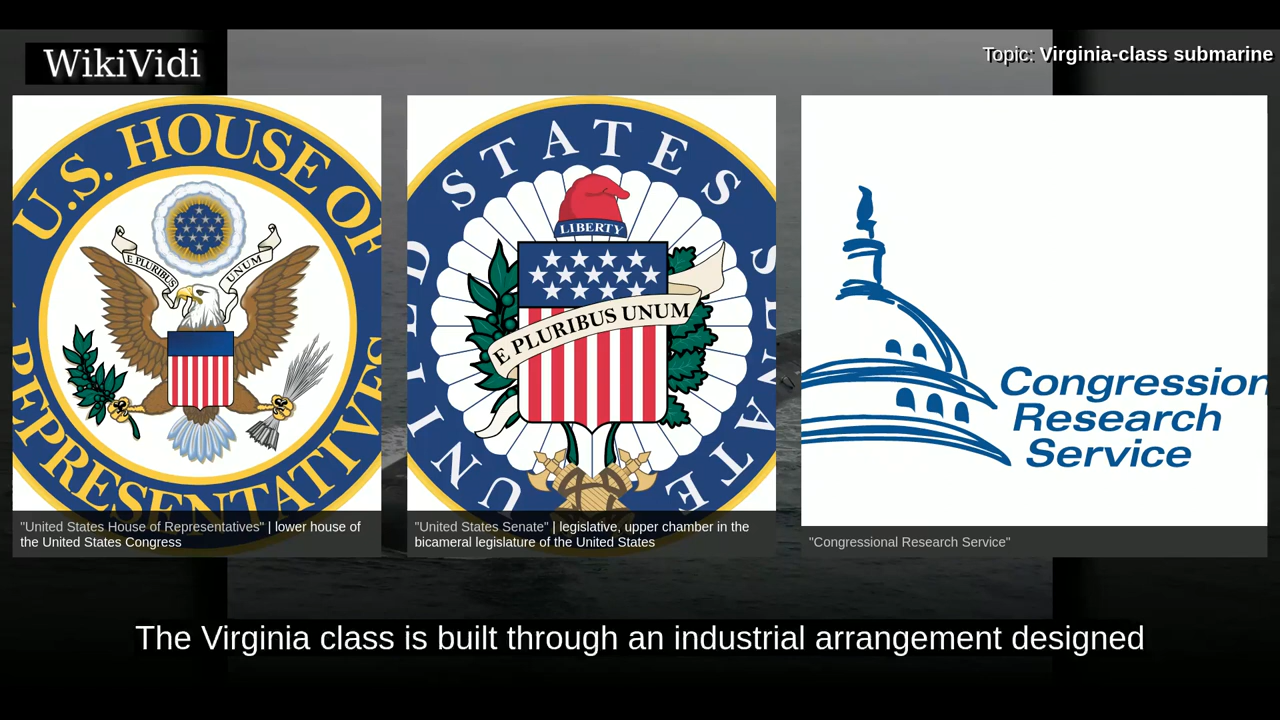 WikiVidi
Topic: Virginia-class submarine
U.S. HOUSE OF
REPRESENTATIVES
E PLURIBUS
UNUM
STATES
SENATE
UNITED
LIBERTY
E PLURIBUS UNUM
Congression
Research
Service
"United States House of Representatives" | lower house of
the United States Congress
"United States Senate" | legislative, upper chamber in the
bicameral legislature of the United States
"Congressional Research Service"
The Virginia class is built through an industrial arrangement designed